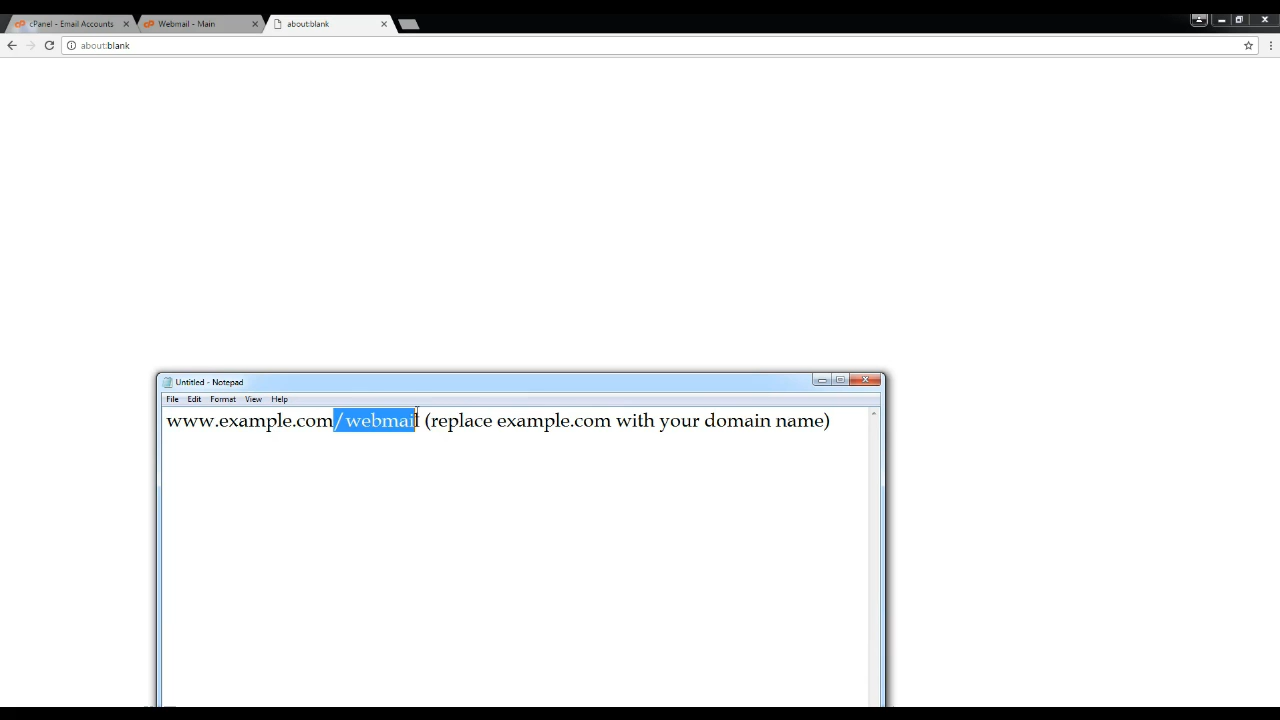 cPanel - Email Accounts
Webmail - Main
about:blank
about:blank
Untitled - Notepad
File Edit Format View Help
www.example.com/webmail (replace example.com with your domain name)